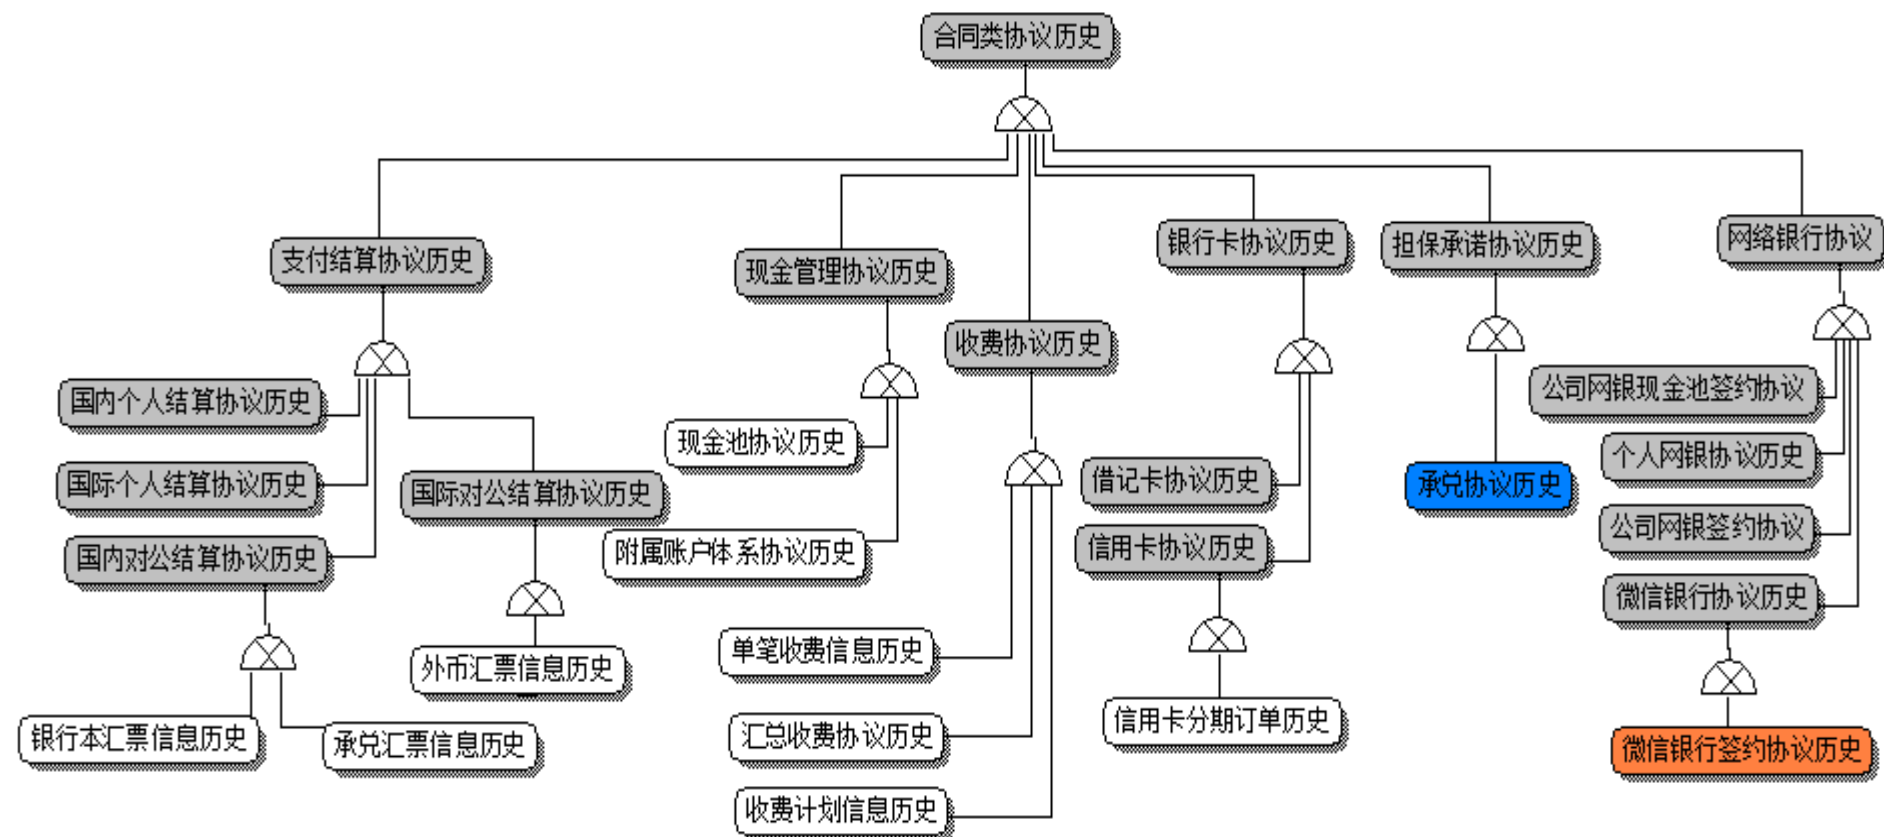 合同类协议历史
支付结算协议历史
现金管理协议历史
收费协议历史
银行卡协议历史
担保承诺协议历史
网络银行协议
国内个人结算协议历史
国际个人结算协议历史
国内对公结算协议历史
国际对公结算协议历史
银行本汇票信息历史
承兑汇票信息历史
外币汇票信息历史
现金池协议历史
附属账户体系协议历史
单笔收费信息历史
汇总收费协议历史
收费计划信息历史
借记卡协议历史
信用卡协议历史
信用卡分期订单历史
承兑协议历史
公司网银现金池签约协议
个人网银协议历史
公司网银签约协议
微信银行协议历史
微信银行签约协议历史